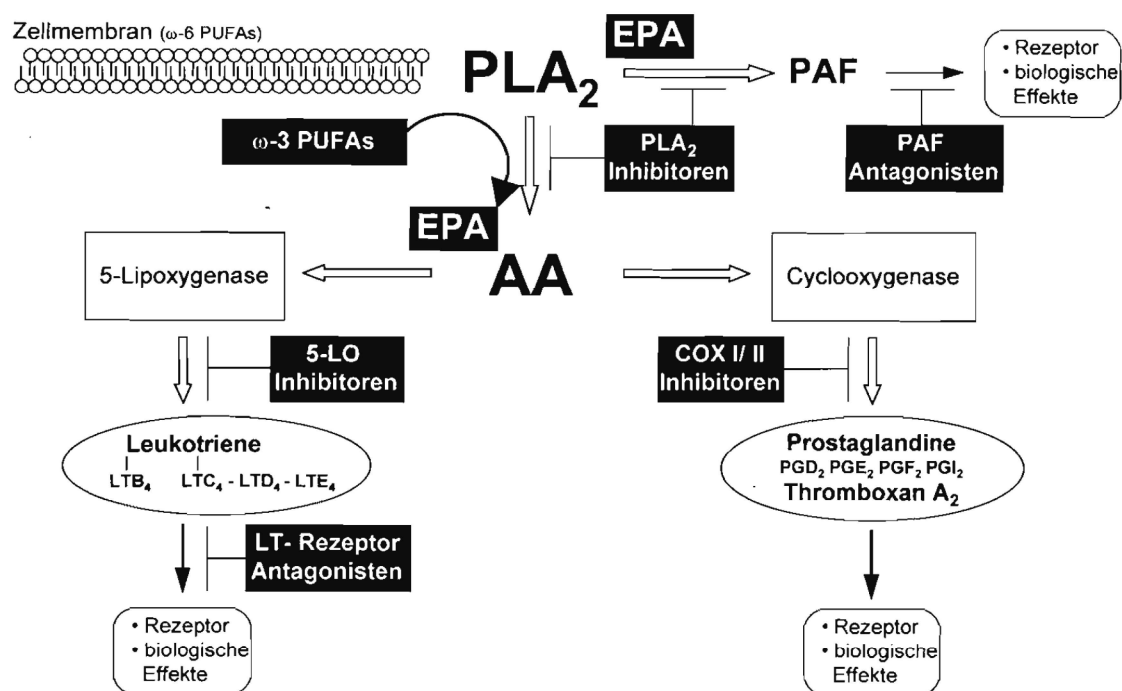 Zellmembran (ω-6 PUFAs)
EPA
PLA₂
PAF
• Rezeptor
• biologische
Effekte
ω-3 PUFAs
PLA₂
Inhibitoren
PAF
Antagonisten
EPA
5-Lipoxygenase
AA
Cyclooxygenase
5-LO
Inhibitoren
COX I/ II
Inhibitoren
Leukotriene
LTB₄ LTC₄ - LTD₄ - LTE₄
Prostaglandine
PGD₂ PGE₂ PGF₂ PGI₂
Thromboxan A₂
LT- Rezeptor
Antagonisten
• Rezeptor
• biologische
Effekte
• Rezeptor
• biologische
Effekte